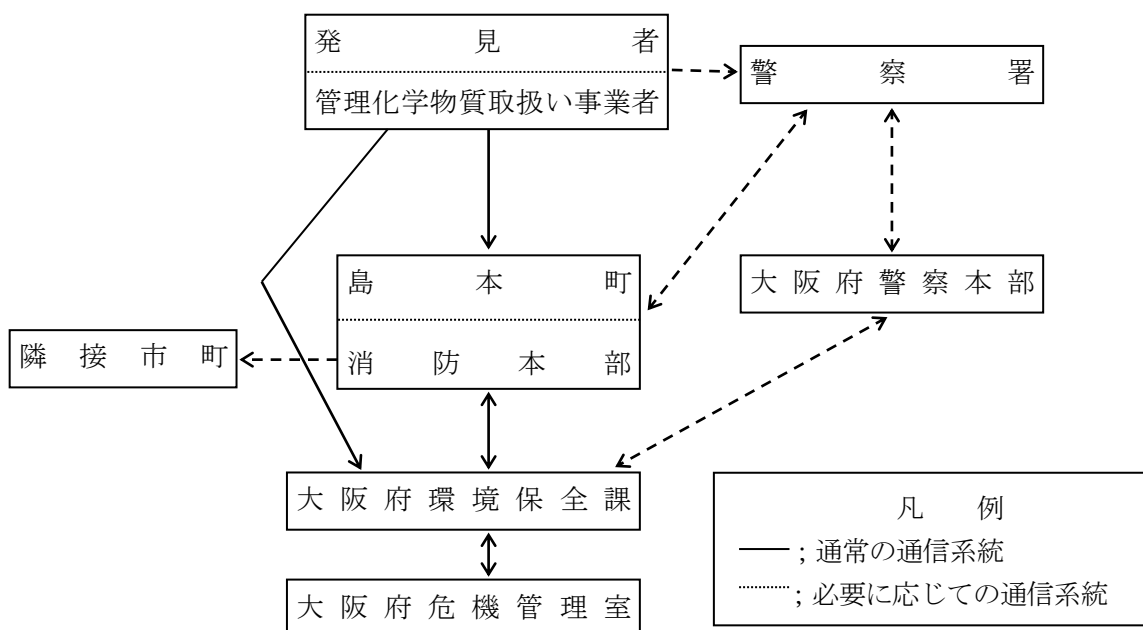 発見者
管理化学物質取扱い事業者
警察署
島本町
消防本部
大阪府警察本部
隣接市町
大阪府環境保全課
大阪府危機管理室
凡例
;通常の通信系統
;必要に応じての通信系統